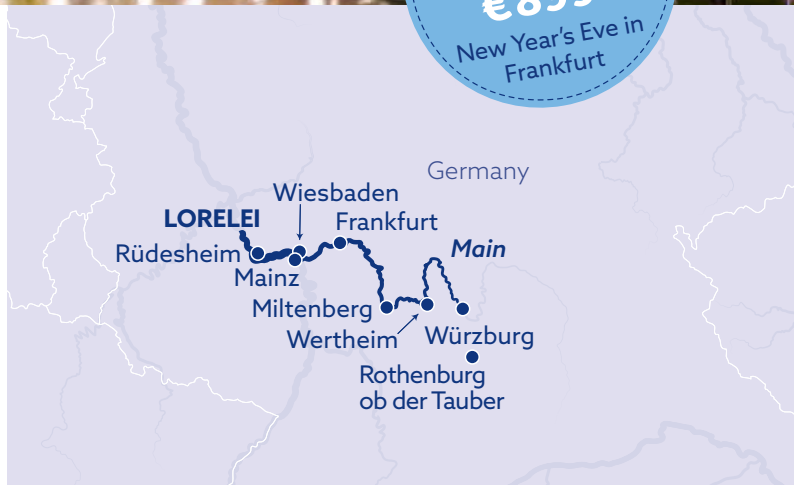 New Year's Eve in
Frankfurt
Germany
Wiesbaden
LORELEI
Frankfurt
Rüdesheim
Main
Mainz
Miltenberg
Wertheim
Würzburg
Rothenburg
ob der Tauber